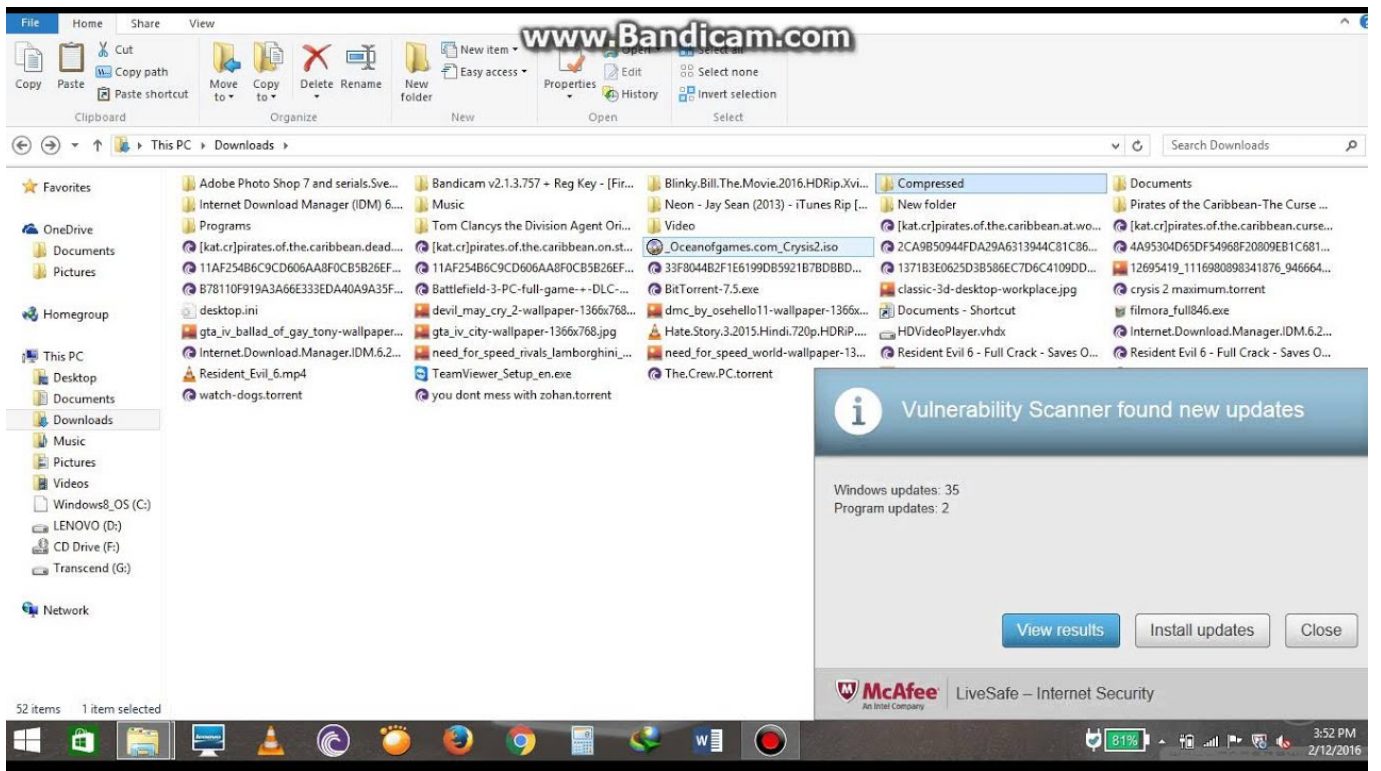 www.Bandicam.com
File Home Share View
Copy
Paste
Cut
Copy path
Paste shortcut
Clipboard
Move to
Copy to
Delete
Rename
Organize
New folder
New item
Easy access
New
Properties
Open
Edit
History
Open
Select all
Select none
Invert selection
Select
This PC Downloads
Search Downloads
Favorites
OneDrive
Documents
Pictures
Homegroup
This PC
Desktop
Documents
Downloads
Music
Pictures
Videos
Windows8_OS (C:)
LENOVO (D:)
CD Drive (F:)
Transcend (G:)
Network
Adobe Photo Shop 7 and serials.Sve... Bandicam v2.1.3.757 + Reg Key - [Fir... Blinky.Bill.The.Movie.2016.HDRip.Xvi... Compressed Documents
Internet Download Manager (IDM) 6.... Music Neon - Jay Sean (2013) - iTunes Rip [... New folder Pirates of the Caribbean-The Curse ...
Programs Tom Clancys the Division Agent Ori... Video [kat.cr]pirates.of.the.caribbean.at.wo... [kat.cr]pirates.of.the.caribbean.curse...
[kat.cr]pirates.of.the.caribbean.dead.... [kat.cr]pirates.of.the.caribbean.on.st... _Oceanofgames.com_Crysis2.iso 2CA9B50944FDA29A6313944C81C86... 4A95304D65DF54968F20809EB1C681...
11AF254B6C9CD606AA8F0CB5B26EF... 11AF254B6C9CD606AA8F0CB5B26EF... 33F8044B2F1E6199DB5921B7BDBBD... 1371B3E0625D3B586EC7D6C4109DD... 12695419_1116980898341876_946664...
B78110F919A3A66E333EDA40A9A35F... Battlefield-3-PC-full-game-+-DLC-... BitTorrent-7.5.exe classic-3d-desktop-workplace.jpg crysis 2 maximum.torrent
desktop.ini devil_may_cry_2-wallpaper-1366x768... dmc_by_osehello11-wallpaper-1366x... Documents - Shortcut filmora_full846.exe
gta_iv_ballad_of_gay_tony-wallpaper... gta_iv_city-wallpaper-1366x768.jpg Hate.Story.3.2015.Hindi.720p.HDRiP.... HDVideoPlayer.vhdx Internet.Download.Manager.IDM.6.2...
Internet.Download.Manager.IDM.6.2... need_for_speed_rivals_lamborghini_... need_for_speed_world-wallpaper-13... Resident Evil 6 - Full Crack - Saves O... Resident Evil 6 - Full Crack - Saves O...
Resident_Evil_6.mp4 TeamViewer_Setup_en.exe The.Crew.PC.torrent
watch-dogs.torrent you dont mess with zohan.torrent
Vulnerability Scanner found new updates
Windows updates: 35
Program updates: 2
View results Install updates Close
McAfee LiveSafe – Internet Security
An Intel Company
52 items 1 item selected
81%
3:52 PM
2/12/2016